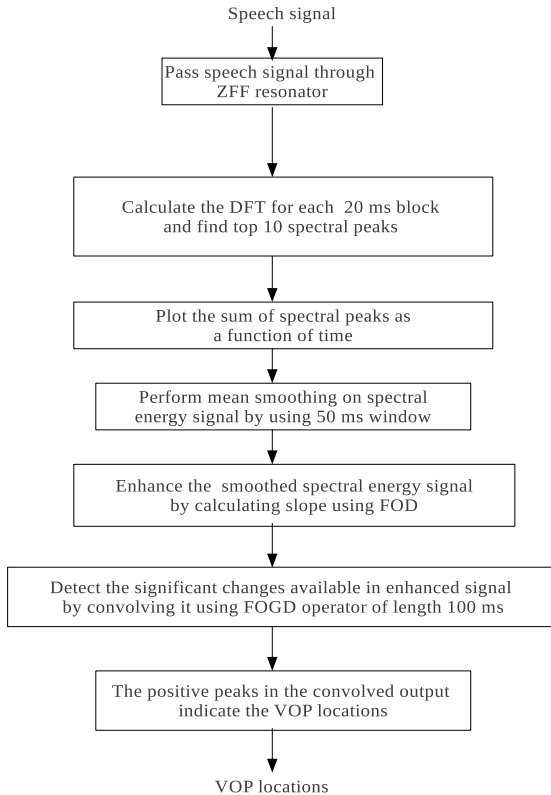 Speech signal
Pass speech signal through
ZFF resonator
Calculate the DFT for each 20 ms block
and find top 10 spectral peaks
Plot the sum of spectral peaks as
a function of time
Perform mean smoothing on spectral
energy signal by using 50 ms window
Enhance the smoothed spectral energy signal
by calculating slope using FOD
Detect the significant changes available in enhanced signal
by convolving it using FOGD operator of length 100 ms
The positive peaks in the convolved output
indicate the VOP locations
VOP locations